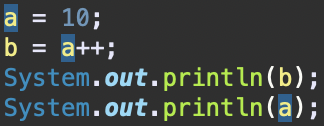 a = 10;
b = a++;
System.out.println(b);
System.out.println(a);